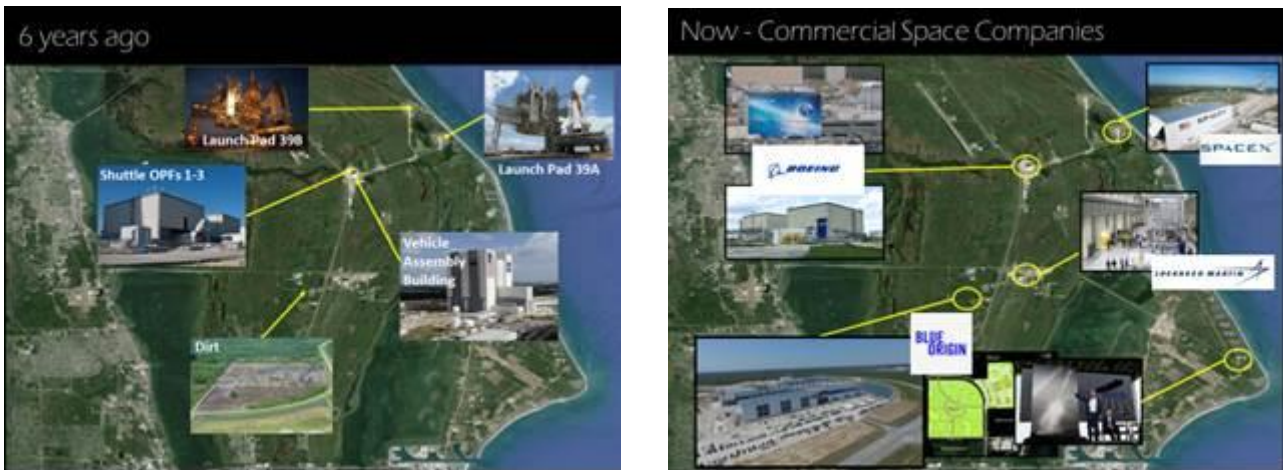 6 years ago
Launch Pad 39B
Launch Pad 39A
Shuttle OPFs 1-3
Vehicle
Assembly
Building
Dirt
Now - Commercial Space Companies
SPACEX
BOEING
LOCKHEED MARTIN
BLUE
ORIGIN